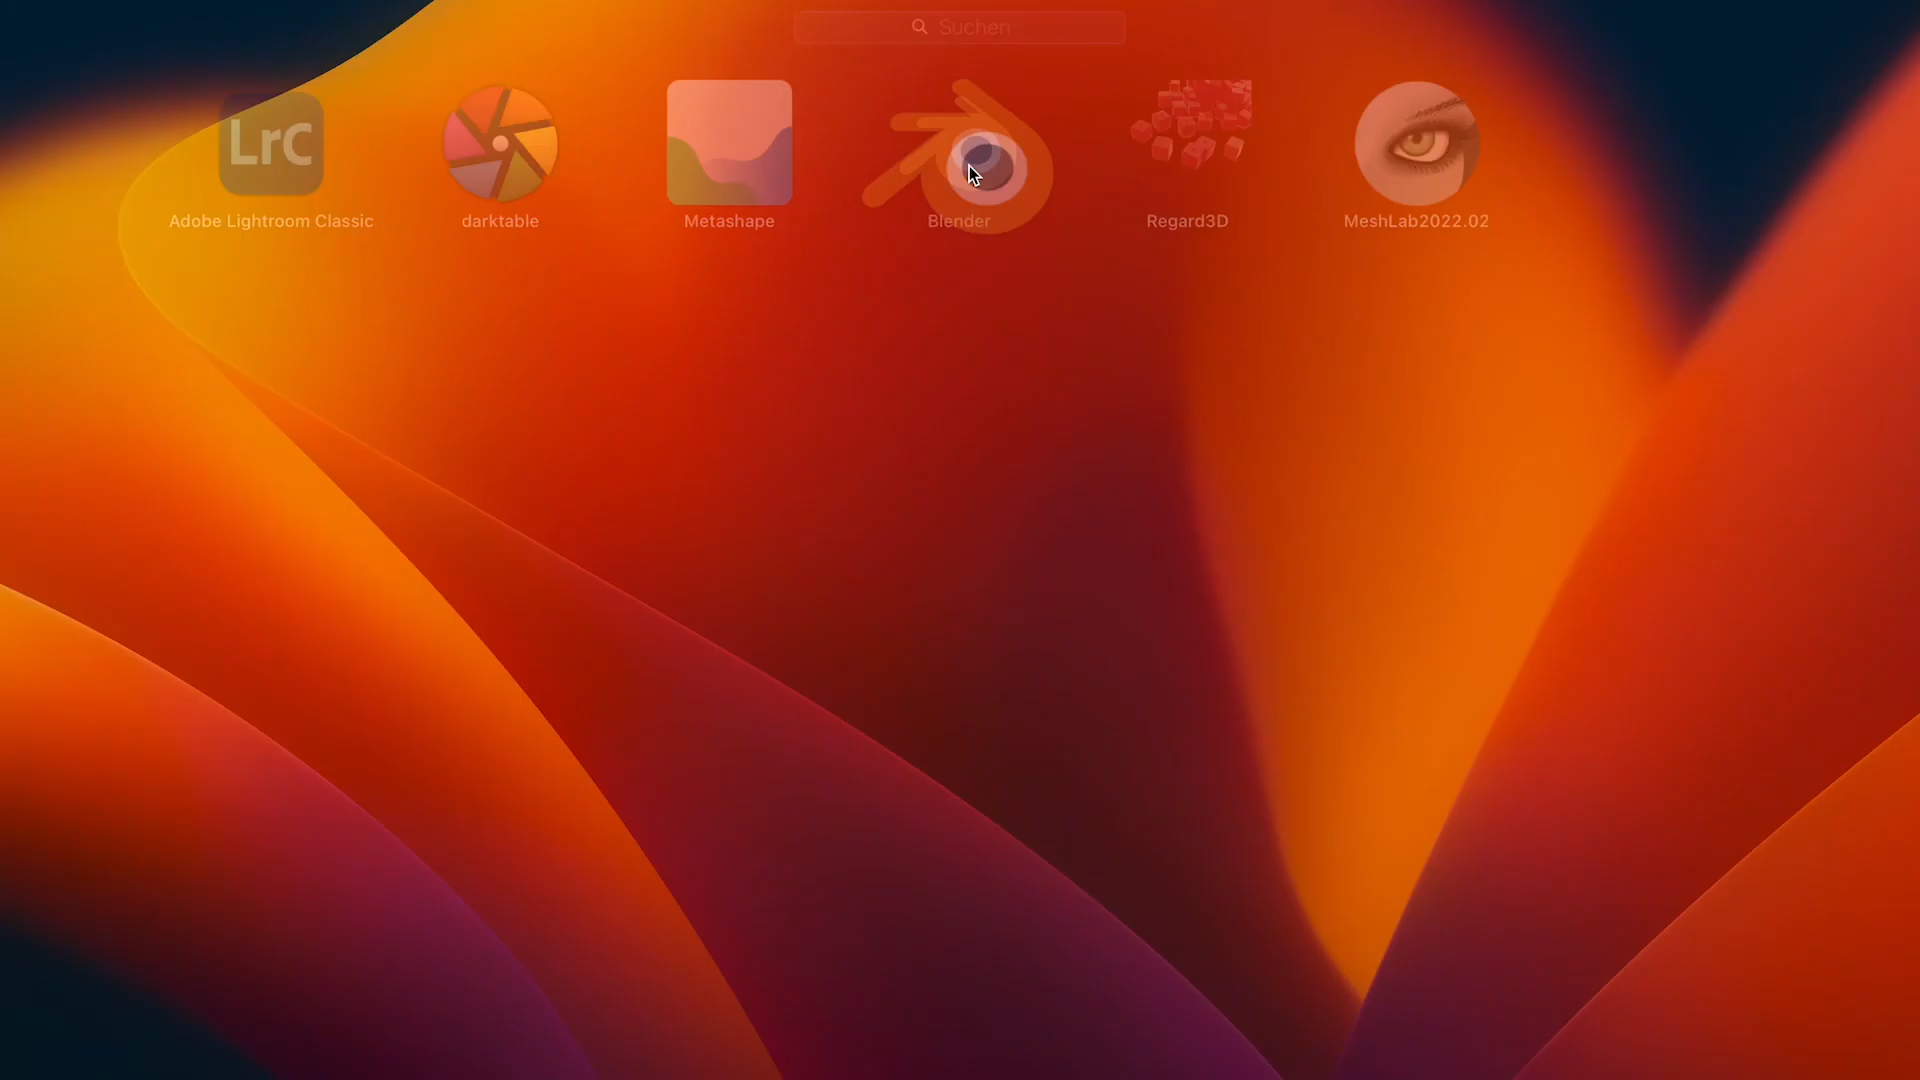 Suchen
LrC
Adobe Lightroom Classic
darktable
Metashape
Blender
Regard3D
MeshLab2022.02